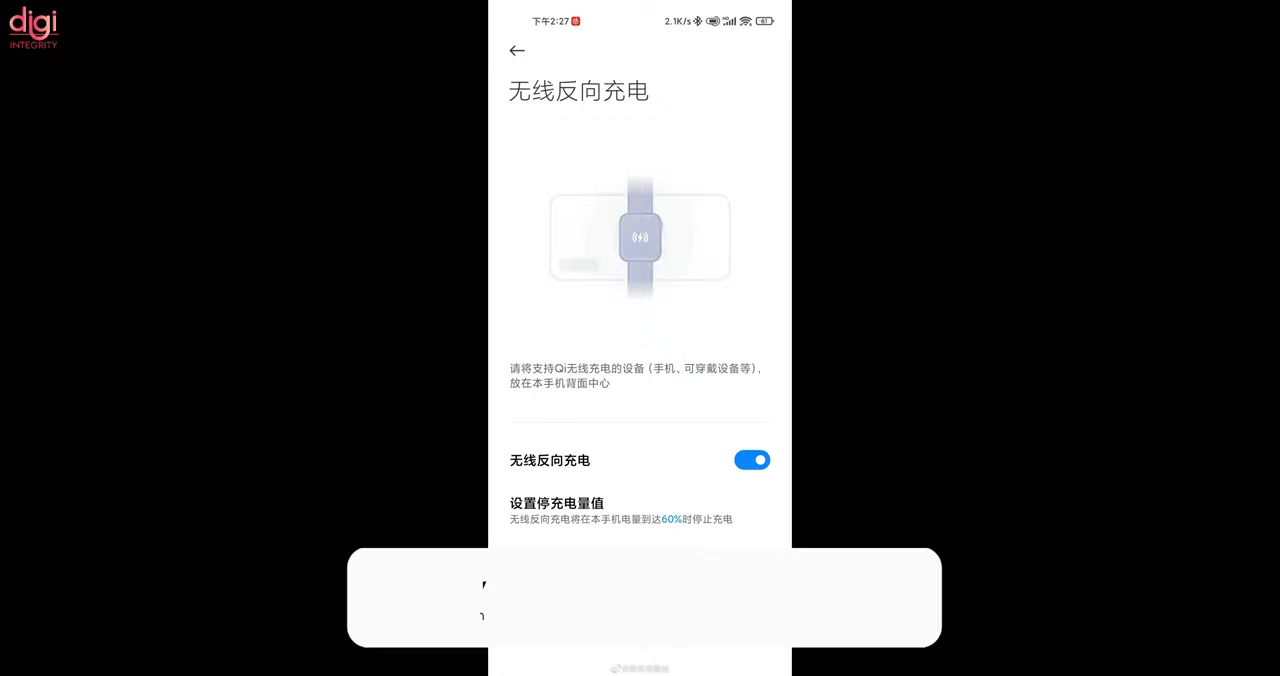 digi
INTEGRITY
下午2:27
2.1K/s
61
无线反向充电
请将支持Qi无线充电的设备（手机、可穿戴设备等），
放在本手机背面中心
无线反向充电
设置停充电量值
无线反向充电将在本手机电量到达60%时停止充电